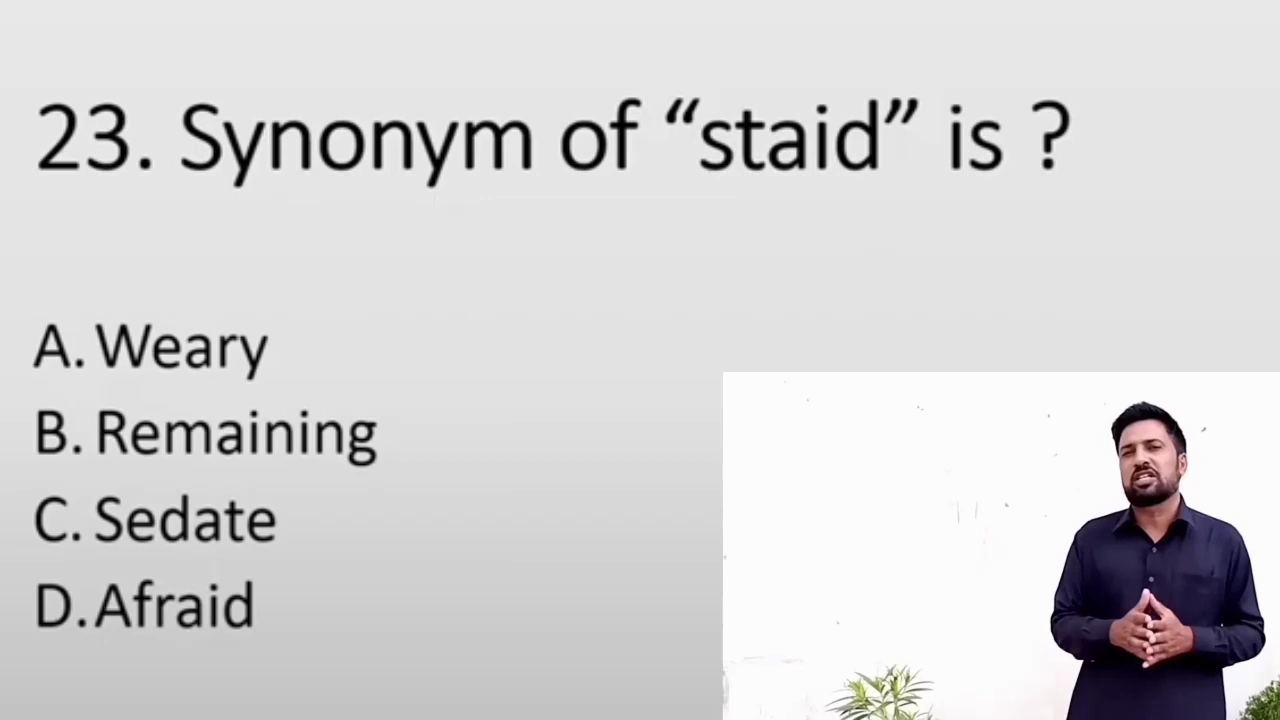 23. Synonym of “staid” is ?
A. Weary
B. Remaining
C. Sedate
D. Afraid